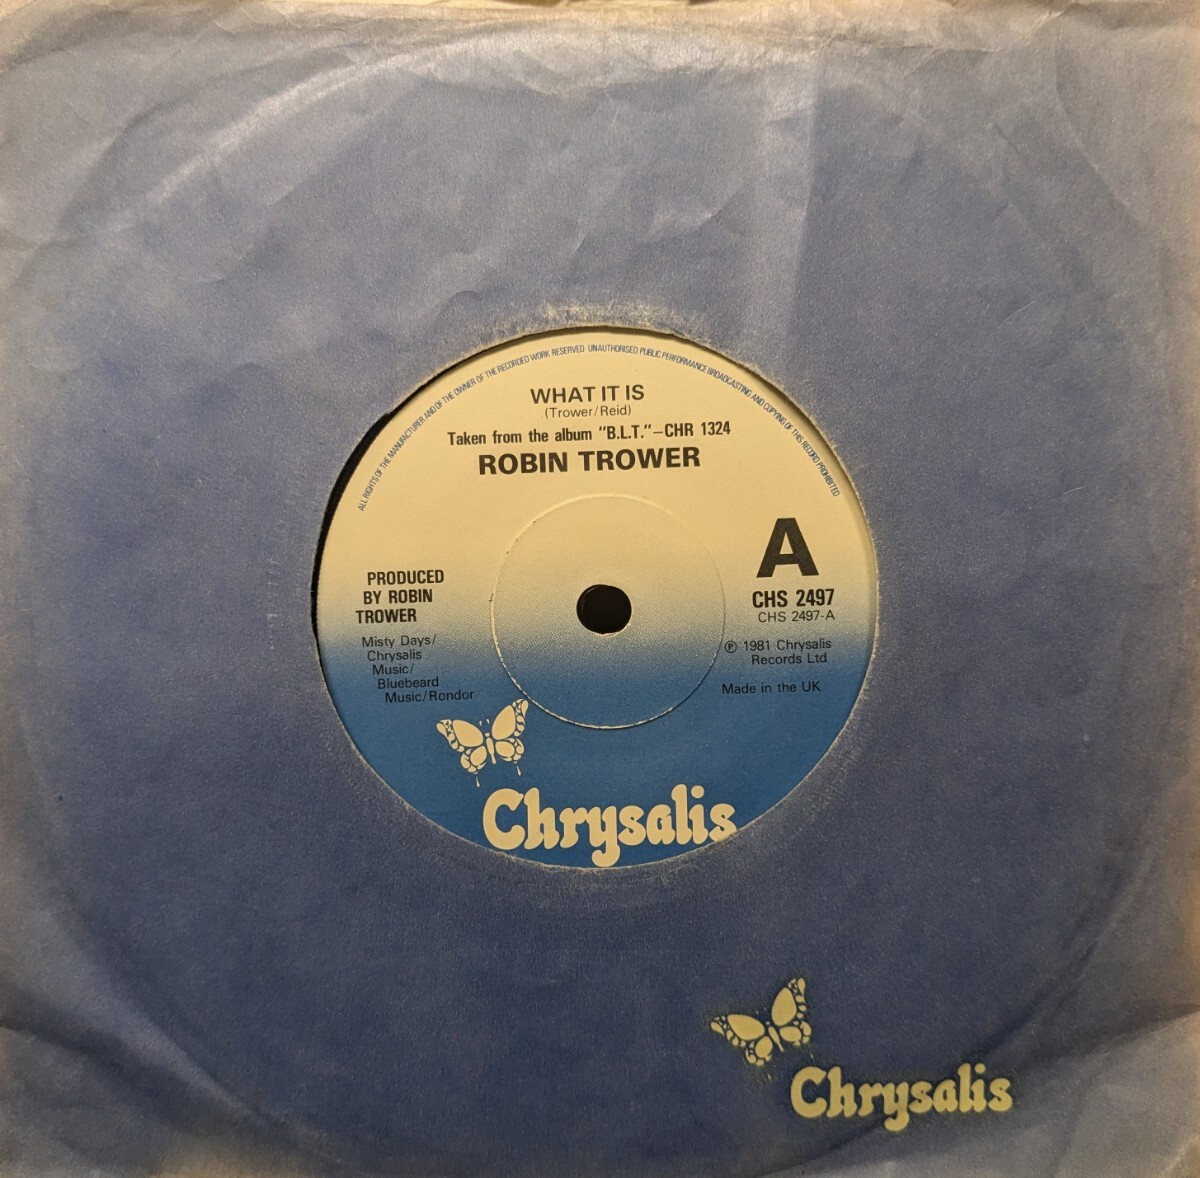 ALL RIGHTS OF THE MANUFACTURER AND OF THE OWNER OF THE RECORDED WORK RESERVED UNAUTHORISED PUBLIC PERFORMANCE BROADCASTING AND COPYING OF THIS RECORD PROHIBITED
WHAT IT IS
(Trower/Reid)
Taken from the album "B.L.T."–CHR 1324
ROBIN TROWER
A
PRODUCED
BY ROBIN
TROWER
CHS 2497
CHS 2497-A
Misty Days/
Chrysalis
Music/
Bluebeard
Music/Rondor
℗ 1981 Chrysalis
Records Ltd
Made in the UK
Chrysalis
Chrysalis